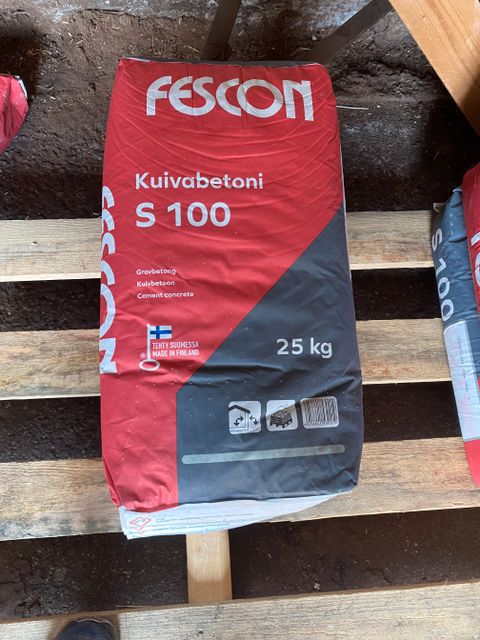 FESCON
Kuivabetoni
S 100
Grovbetong
Kuivbetoon
Cement concrete
FESCON
TEHTY SUOMESSA
MADE IN FINLAND
25 kg
S 100